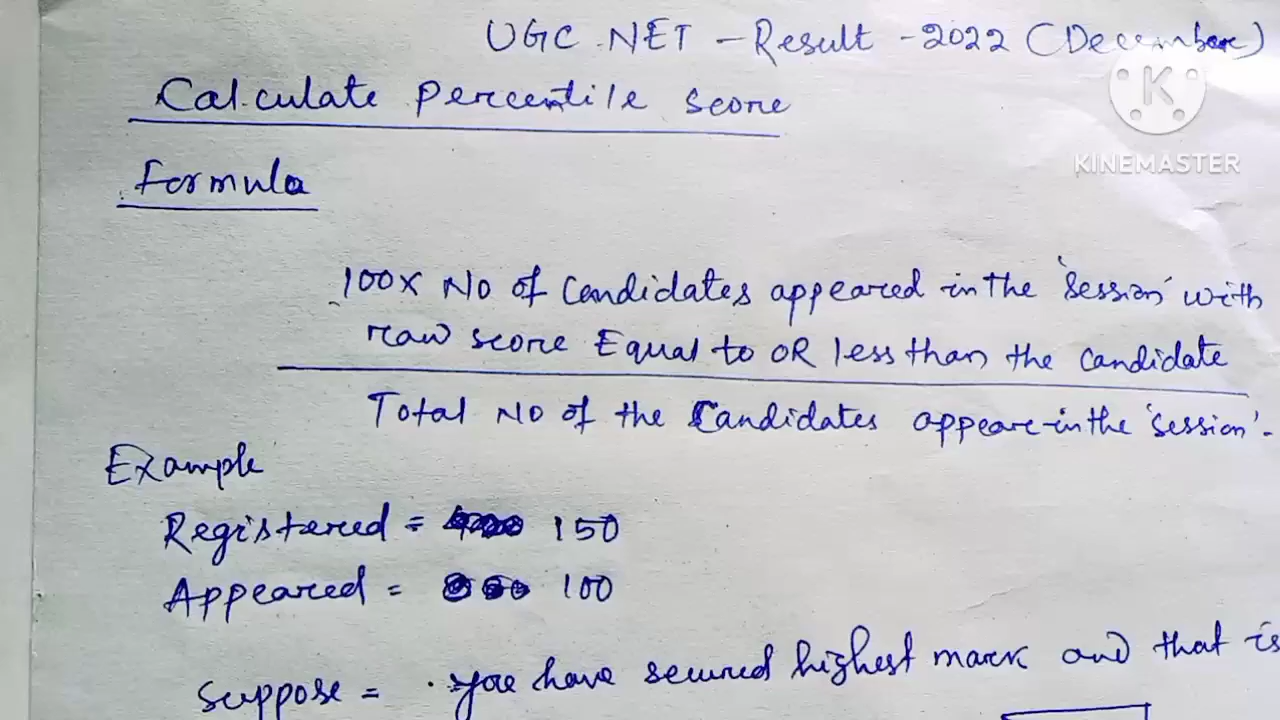 UGC NET - Result - 2022 (December)
Calculate Percentile score
K
KINEMASTER
Formula
100x No of Candidates appeared in the 'session' with
raw score Equal to OR less than the candidate
Total No of the Candidates appeare in the 'session'.
Example
Registered = 150
Appeared = 100
Suppose = you have secured highest mark and that is